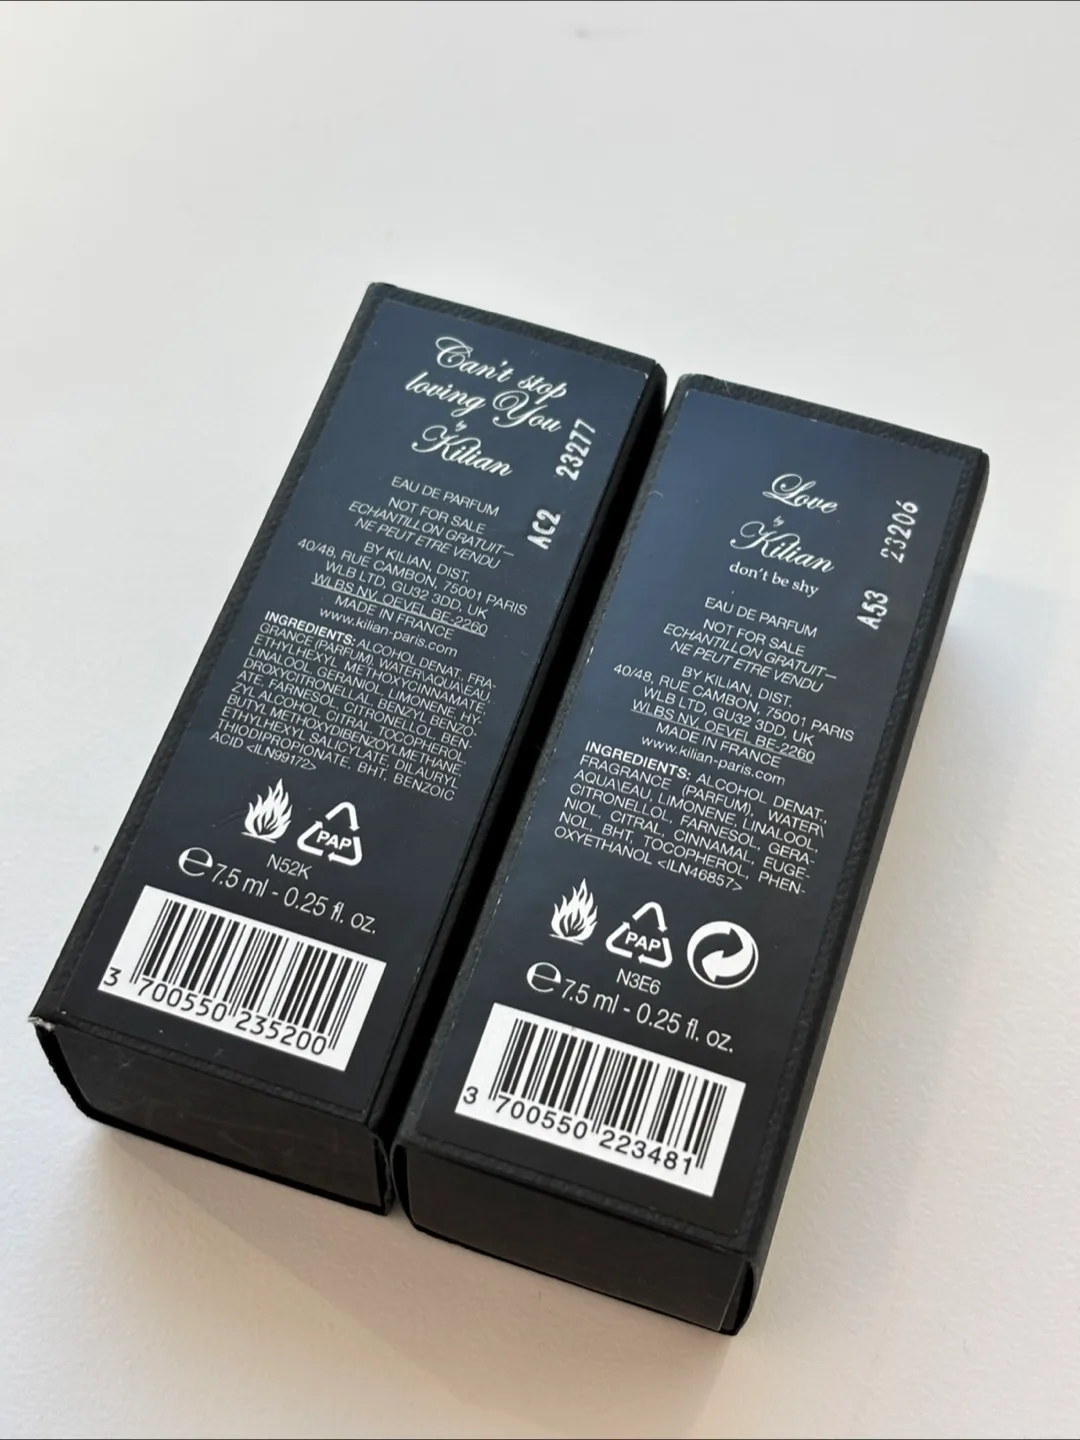 Can't stop
loving You
by
Kilian
AC2 23277
EAU DE PARFUM
NOT FOR SALE
ECHANTILLON GRATUIT—
NE PEUT ETRE VENDU
BY KILIAN, DIST.
40/48, RUE CAMBON, 75001 PARIS
WLB LTD. GU32 3DD, UK
WLBS NV. OEVEL BE-2260
MADE IN FRANCE
www.kilian-paris.com
INGREDIENTS: ALCOHOL DENAT., FRA-
GRANCE (PARFUM), WATER\AQUA\EAU,
ETHYLHEXYL METHOXYCINNAMATE,
LINALOOL, GERANIOL, LIMONENE, HY-
DROXYCITRONELLAL, BENZYL BENZO-
ATE, FARNESOL, CITRONELLOL, BEN-
ZYL ALCOHOL, CITRAL, TOCOPHEROL,
BUTYL METHOXYDIBENZOYLMETHANE,
ETHYLHEXYL SALICYLATE, DILAURYL
THIODIPROPIONATE, BHT, BENZOIC
ACID <ILN99172>
PAP
N52K
e 7.5 ml - 0.25 fl. oz.
3 700550 235200
Love
by
Kilian
don't be shy
A53 23206
EAU DE PARFUM
NOT FOR SALE
ECHANTILLON GRATUIT—
NE PEUT ETRE VENDU
BY KILIAN, DIST.
40/48, RUE CAMBON, 75001 PARIS
WLB LTD. GU32 3DD, UK
WLBS NV. OEVEL BE-2260
MADE IN FRANCE
www.kilian-paris.com
INGREDIENTS: ALCOHOL DENAT.,
FRAGRANCE (PARFUM), WATER\
AQUA\EAU, LIMONENE, LINALOOL,
CITRONELLOL, FARNESOL, GERA-
NIOL, CITRAL, CINNAMAL, EUGE-
NOL, BHT, TOCOPHEROL, PHEN-
OXYETHANOL <ILN46857>
PAP
N3E6
e 7.5 ml - 0.25 fl. oz.
3 700550 223481